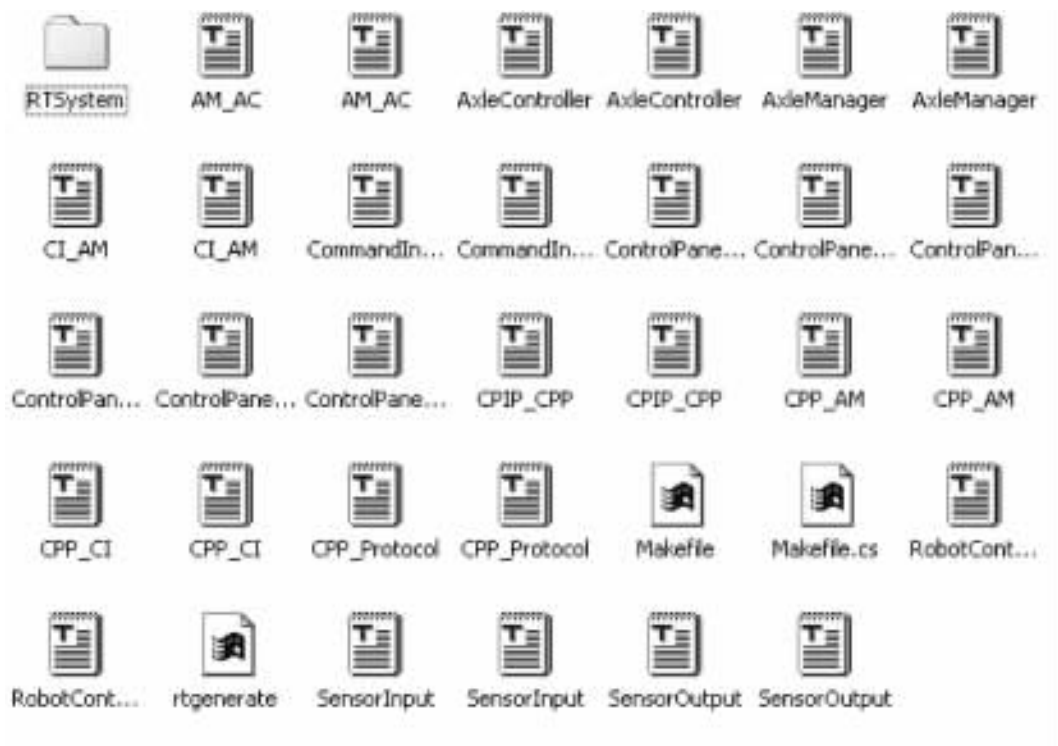 RTSystem AM_AC AM_AC AxleController AxleController AxleManager AxleManager
CI_AM CI_AM CommandIn... CommandIn... ControlPane... ControlPane... ControlPan...
ControlPan... ControlPane... ControlPane... CPIP_CPP CPIP_CPP CPP_AM CPP_AM
CPP_CI CPP_CI CPP_Protocol CPP_Protocol Makefile Makefile.cs RobotCont...
RobotCont... rtgenerate SensorInput SensorInput SensorOutput SensorOutput